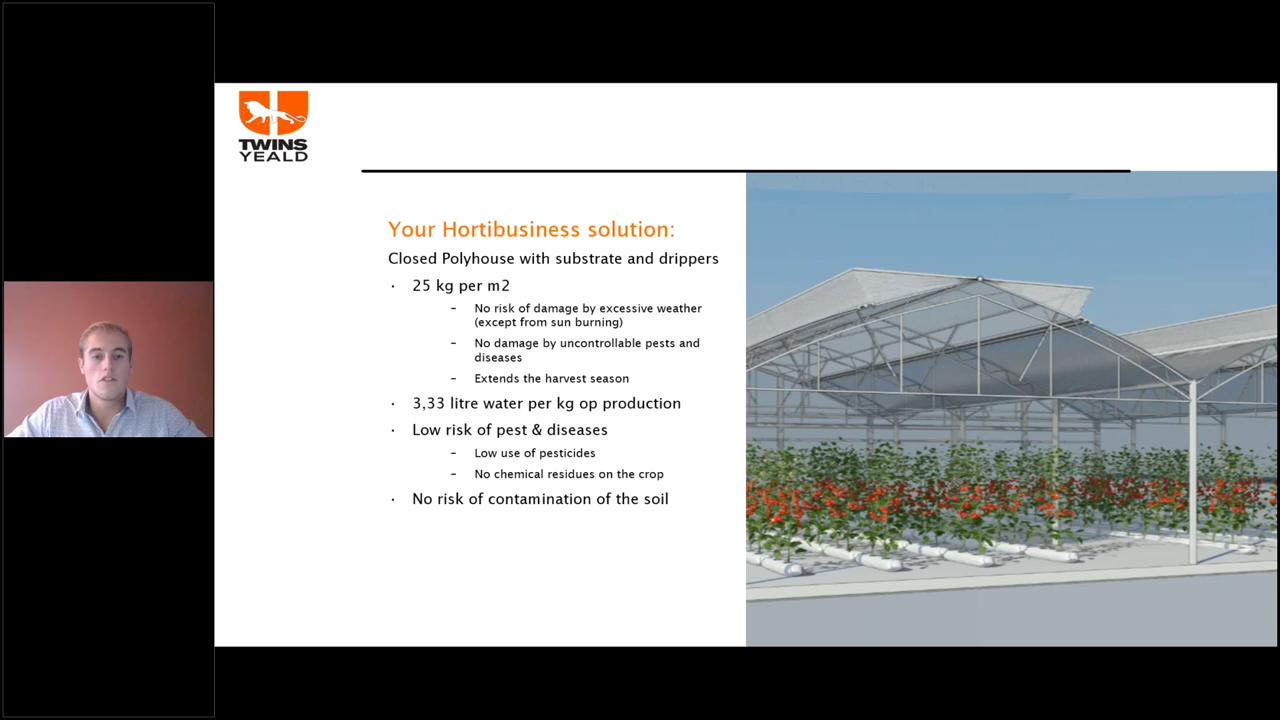 TWINS
YEALD
Your Hortibusiness solution:
Closed Polyhouse with substrate and drippers
· 25 kg per m2
– No risk of damage by excessive weather
(except from sun burning)
– No damage by uncontrollable pests and
diseases
– Extends the harvest season
· 3,33 litre water per kg op production
· Low risk of pest & diseases
– Low use of pesticides
– No chemical residues on the crop
· No risk of contamination of the soil